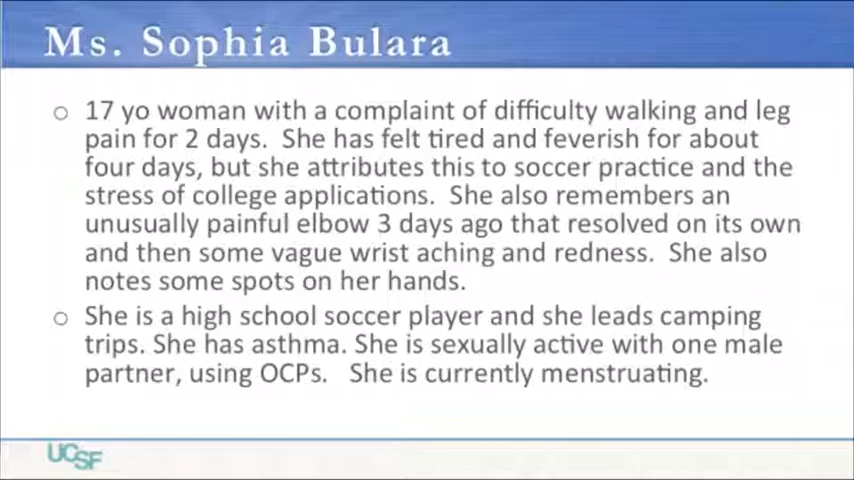 Ms. Sophia Bulara
○ 17 yo woman with a complaint of difficulty walking and leg
pain for 2 days. She has felt tired and feverish for about
four days, but she attributes this to soccer practice and the
stress of college applications. She also remembers an
unusually painful elbow 3 days ago that resolved on its own
and then some vague wrist aching and redness. She also
notes some spots on her hands.
○ She is a high school soccer player and she leads camping
trips. She has asthma. She is sexually active with one male
partner, using OCPs. She is currently menstruating.
UCSF